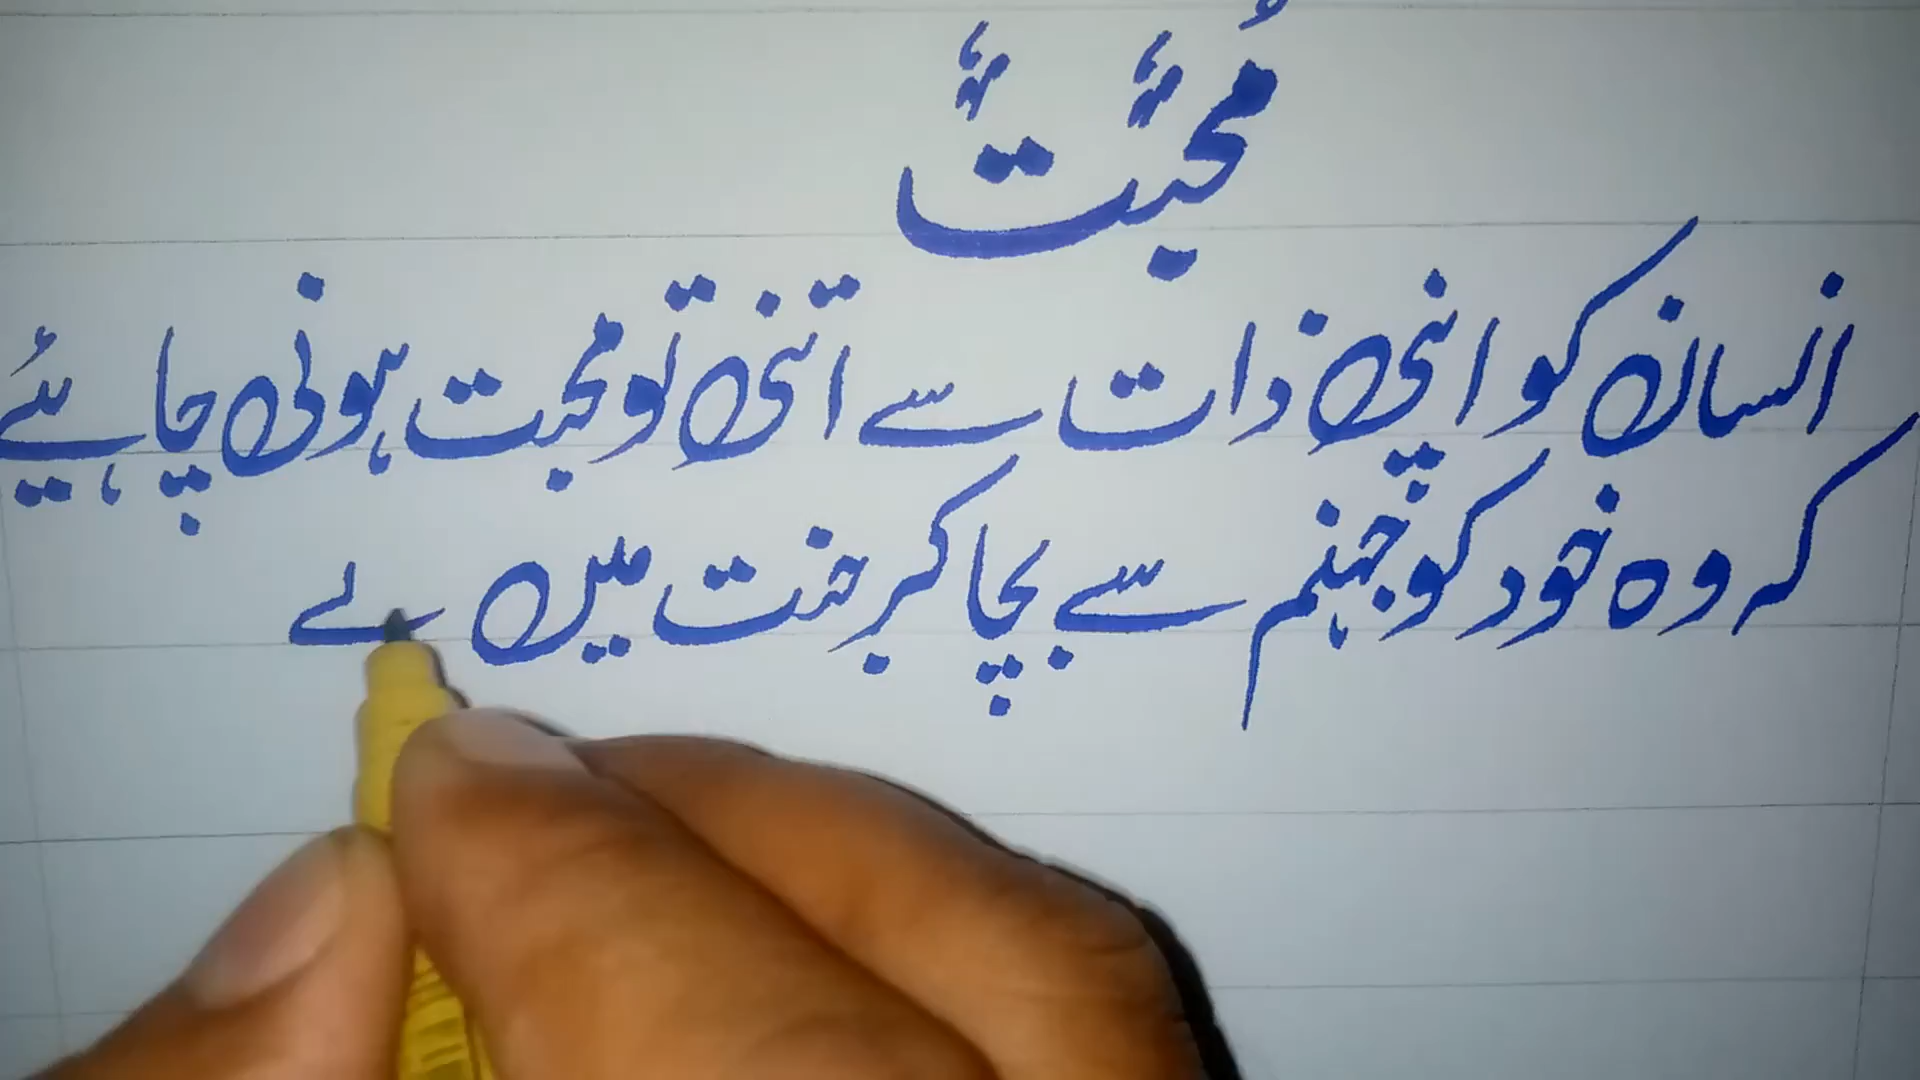 محبت
انسان کو اپنی ذات سے اتنی تو محبت ہونی چاہیئے
کہ وہ خود کو جہنم سے بچا کر جنت میں لے